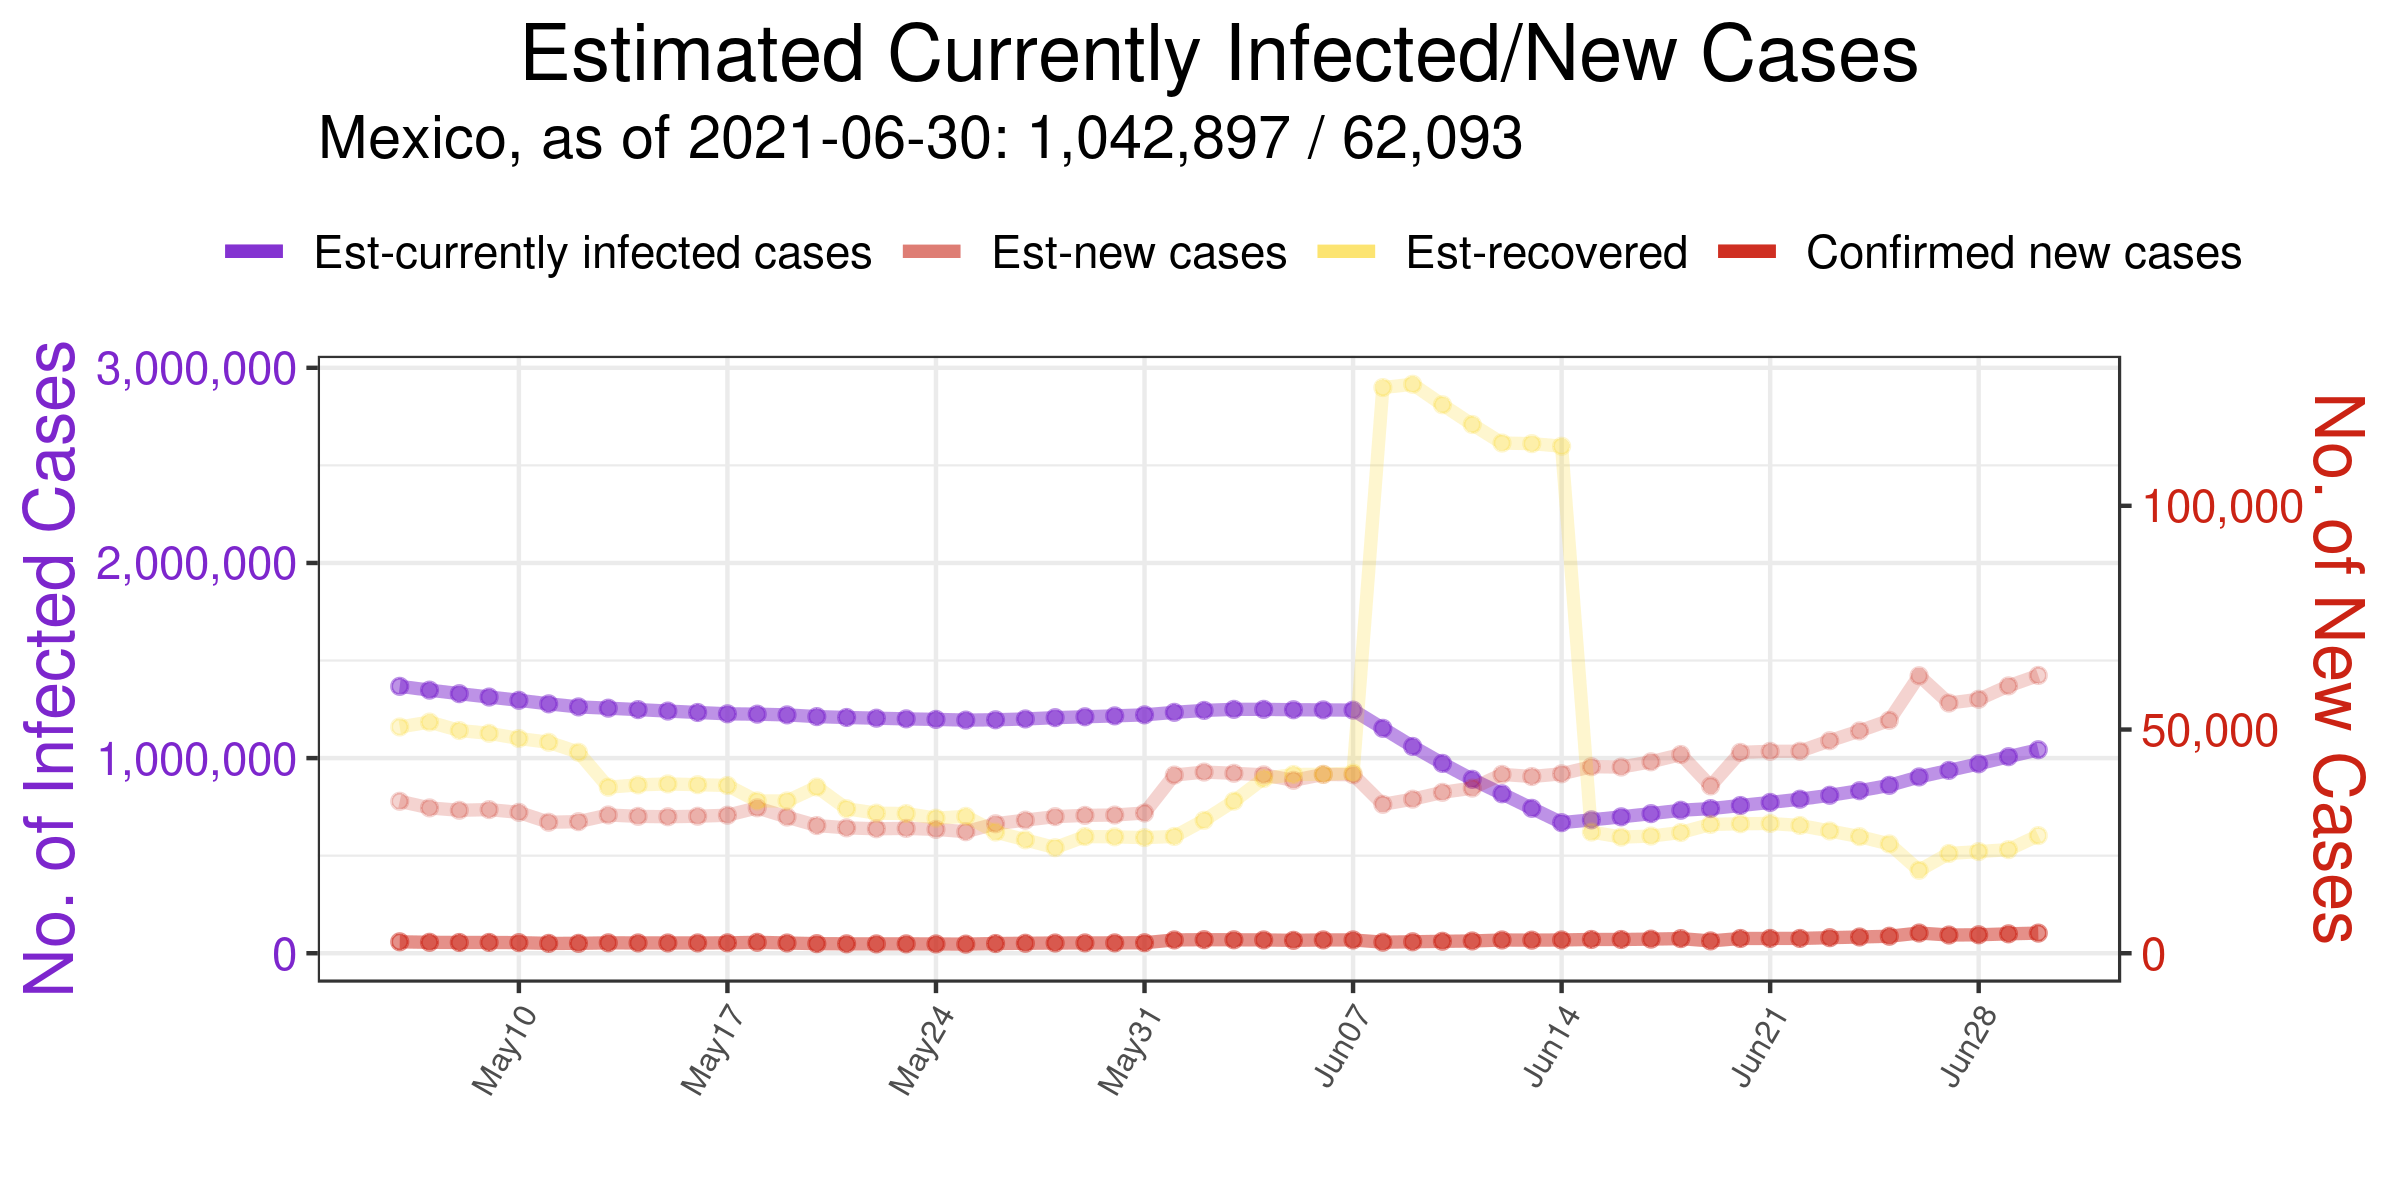 Estimated Currently Infected/New Cases
Mexico, as of 2021-06-30: 1,042,897 / 62,093
Est-currently infected cases Est-new cases Est-recovered Confirmed new cases
No. of Infected Cases
3,000,000
2,000,000
1,000,000
0
100,000
50,000
0
No. of New Cases
May10 May17 May24 May31 Jun07 Jun14 Jun21 Jun28